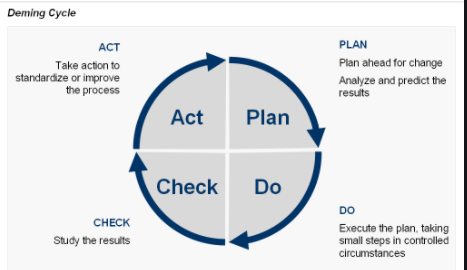 Deming Cycle
ACT
Take action to
standardize or improve
the process
PLAN
Plan ahead for change
Analyze and predict the
results
Act
Plan
Check
Do
CHECK
Study the results
DO
Execute the plan, taking
small steps in controlled
circumstances